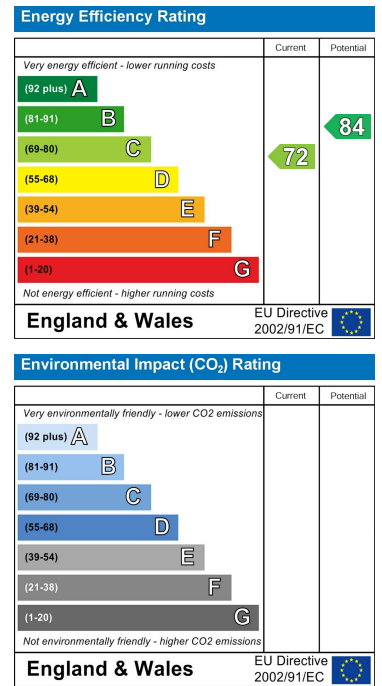 Energy Efficiency Rating
Current Potential
Very energy efficient - lower running costs
(92 plus) A
(81-91) B
(69-80) C
(55-68) D
(39-54) E
(21-38) F
(1-20) G
72
84
Not energy efficient - higher running costs
England & Wales
EU Directive
2002/91/EC
Environmental Impact (CO₂) Rating
Current Potential
Very environmentally friendly - lower CO2 emissions
(92 plus) A
(81-91) B
(69-80) C
(55-68) D
(39-54) E
(21-38) F
(1-20) G
Not environmentally friendly - higher CO2 emissions
England & Wales
EU Directive
2002/91/EC